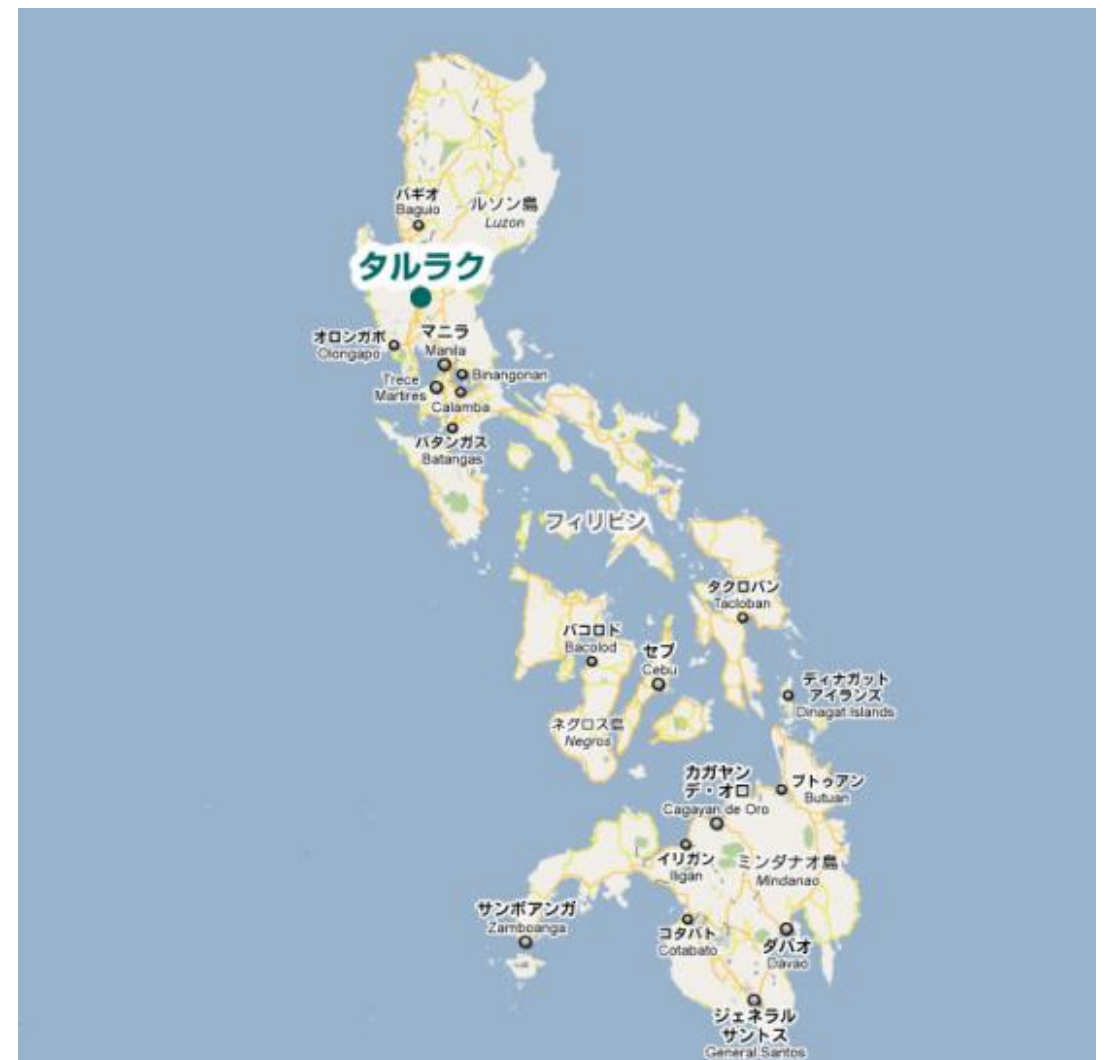 バギオ
Baguio
ルソン島
Luzon
タルラク
オロンガポ
Olongapo
マニラ
Manila
Binangonan
Trece
Martires
Calamba
バタンガス
Batangas
フィリピン
タクロバン
Tacloban
バコロド
Bacolod
セブ
Cebu
ディナガット
アイランズ
Dinagat Islands
ネグロス島
Negros
カガヤン
デ・オロ
Cagayan de Oro
ブトゥアン
Butuan
イリガン
Iligan
ミンダナオ島
Mindanao
サンボアンガ
Zamboanga
コタバト
Cotabato
ダバオ
Davao
ジェネラル
サントス
General Santos